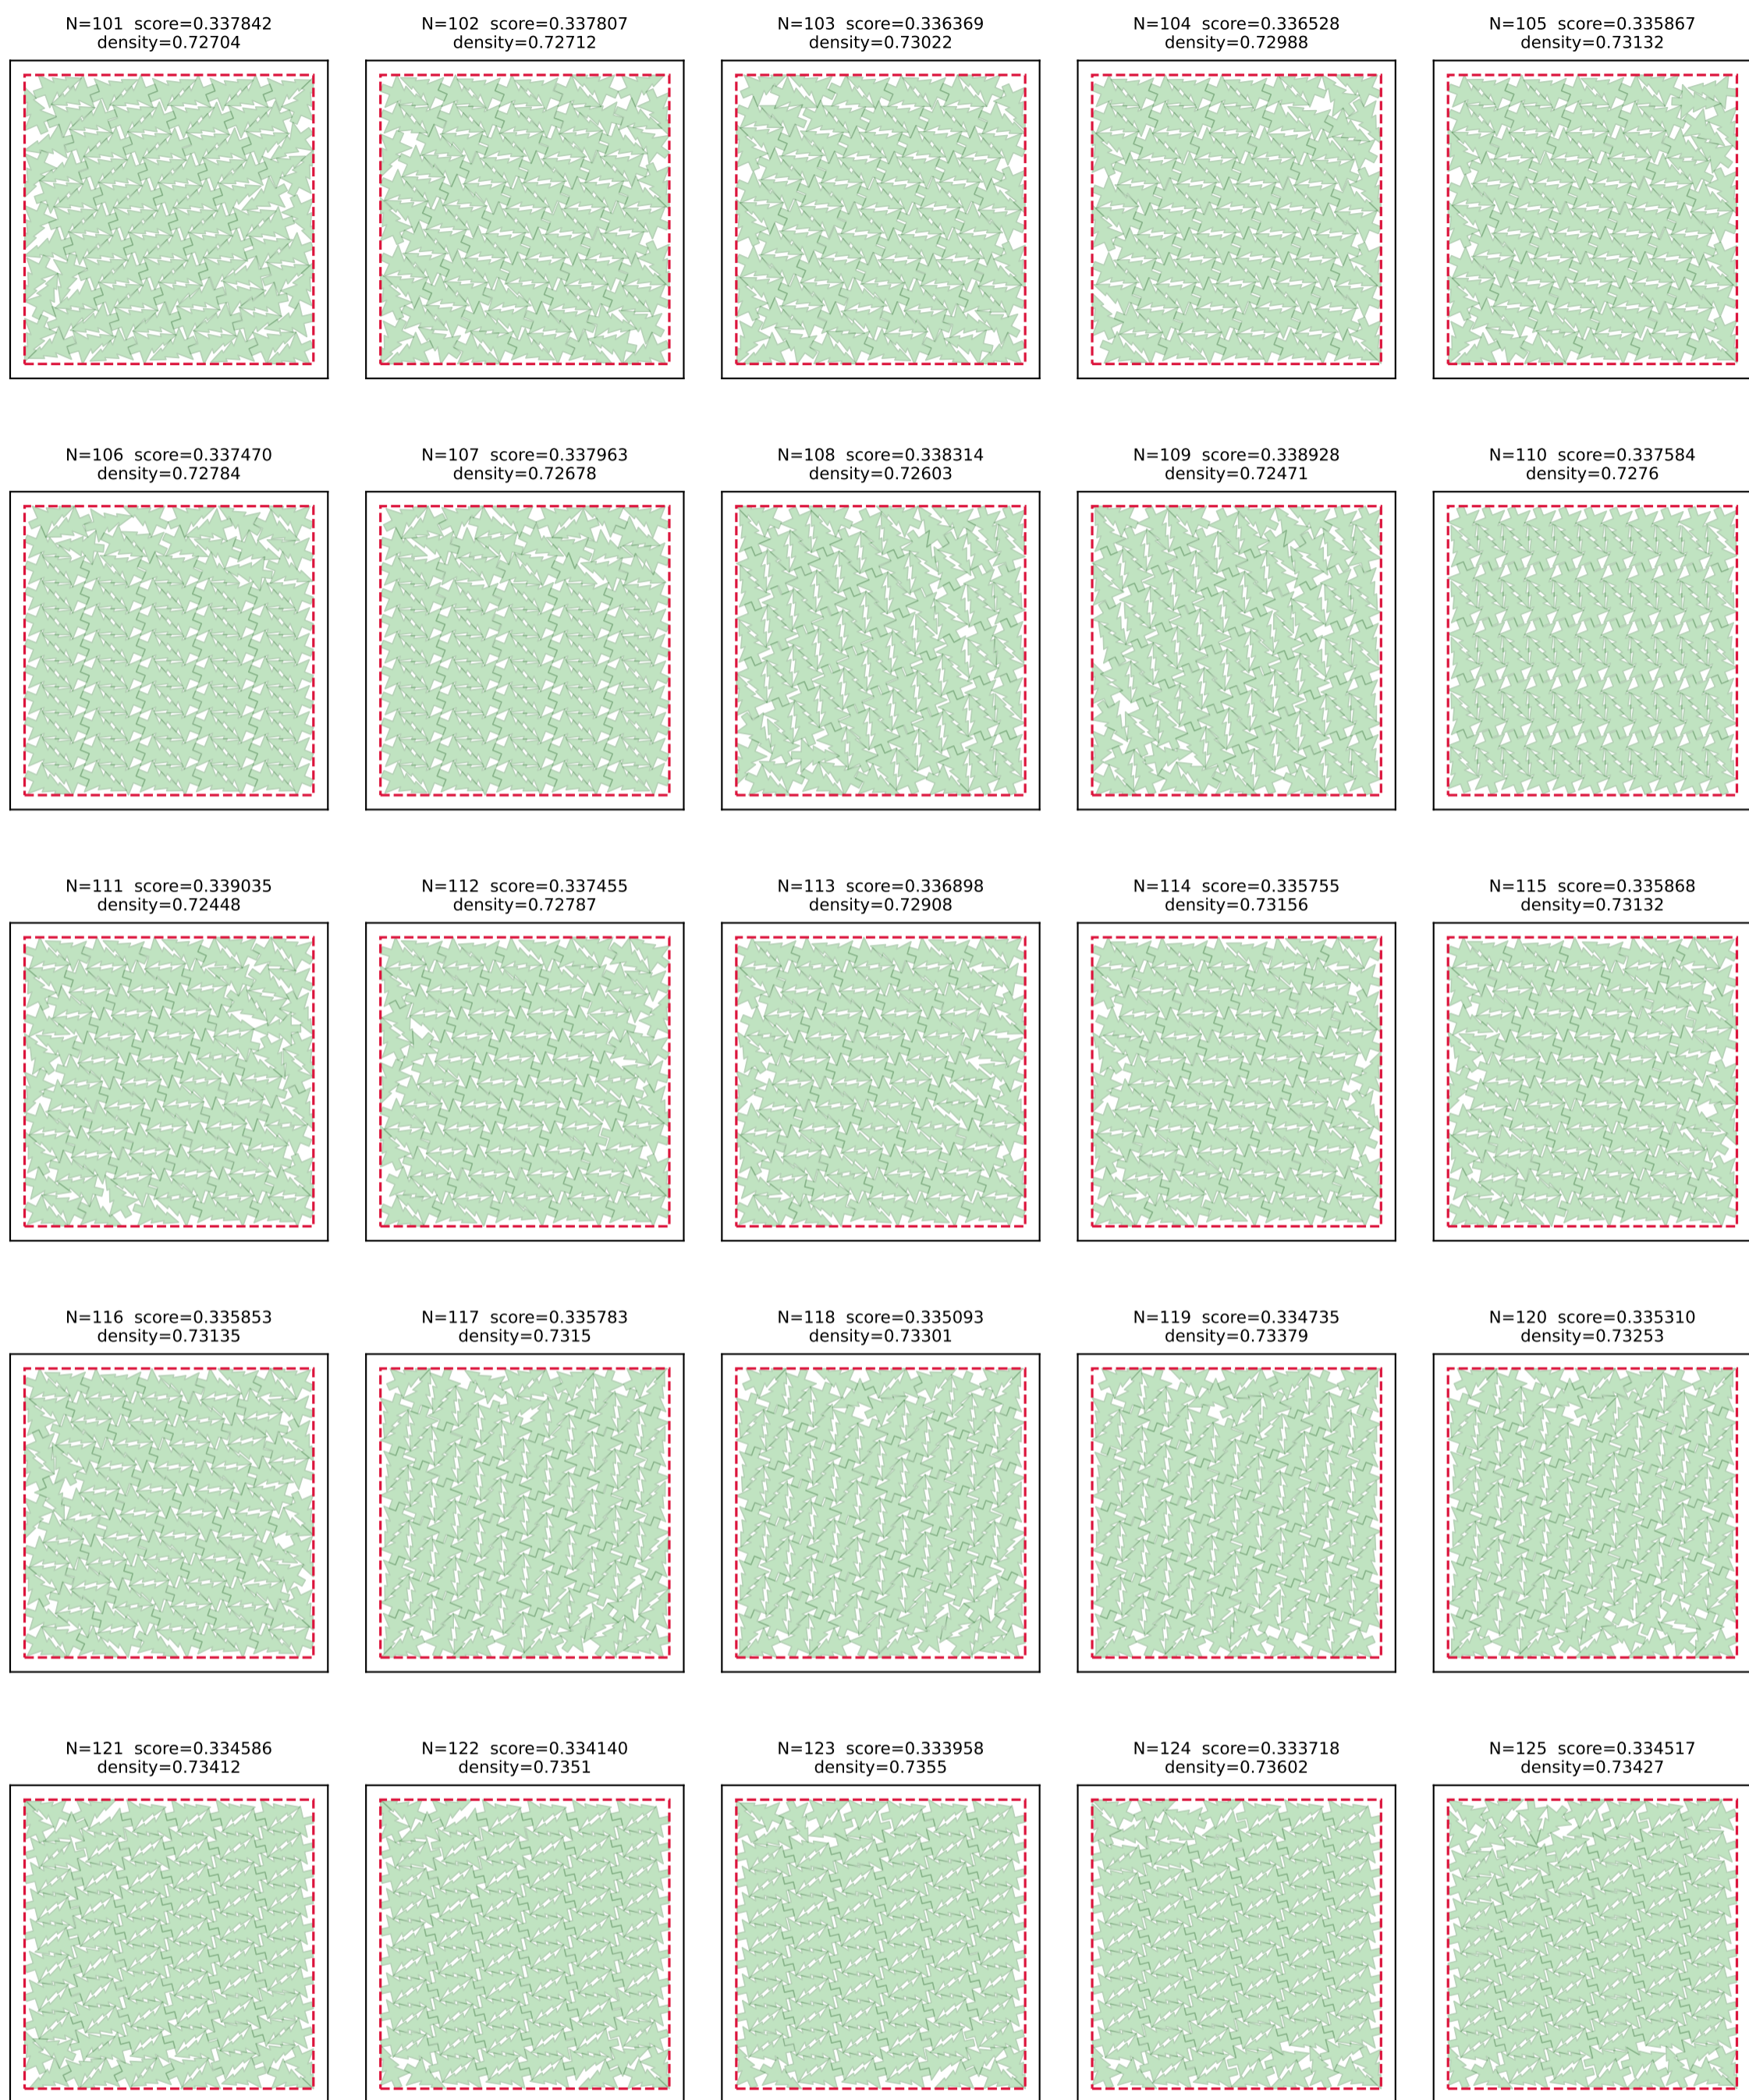 N=101  score=0.337842
density=0.72704
N=102  score=0.337807
density=0.72712
N=103  score=0.336369
density=0.73022
N=104  score=0.336528
density=0.72988
N=105  score=0.335867
density=0.73132
N=106  score=0.337470
density=0.72784
N=107  score=0.337963
density=0.72678
N=108  score=0.338314
density=0.72603
N=109  score=0.338928
density=0.72471
N=110  score=0.337584
density=0.7276
N=111  score=0.339035
density=0.72448
N=112  score=0.337455
density=0.72787
N=113  score=0.336898
density=0.72908
N=114  score=0.335755
density=0.73156
N=115  score=0.335868
density=0.73132
N=116  score=0.335853
density=0.73135
N=117  score=0.335783
density=0.7315
N=118  score=0.335093
density=0.73301
N=119  score=0.334735
density=0.73379
N=120  score=0.335310
density=0.73253
N=121  score=0.334586
density=0.73412
N=122  score=0.334140
density=0.7351
N=123  score=0.333958
density=0.7355
N=124  score=0.333718
density=0.73602
N=125  score=0.334517
density=0.73427